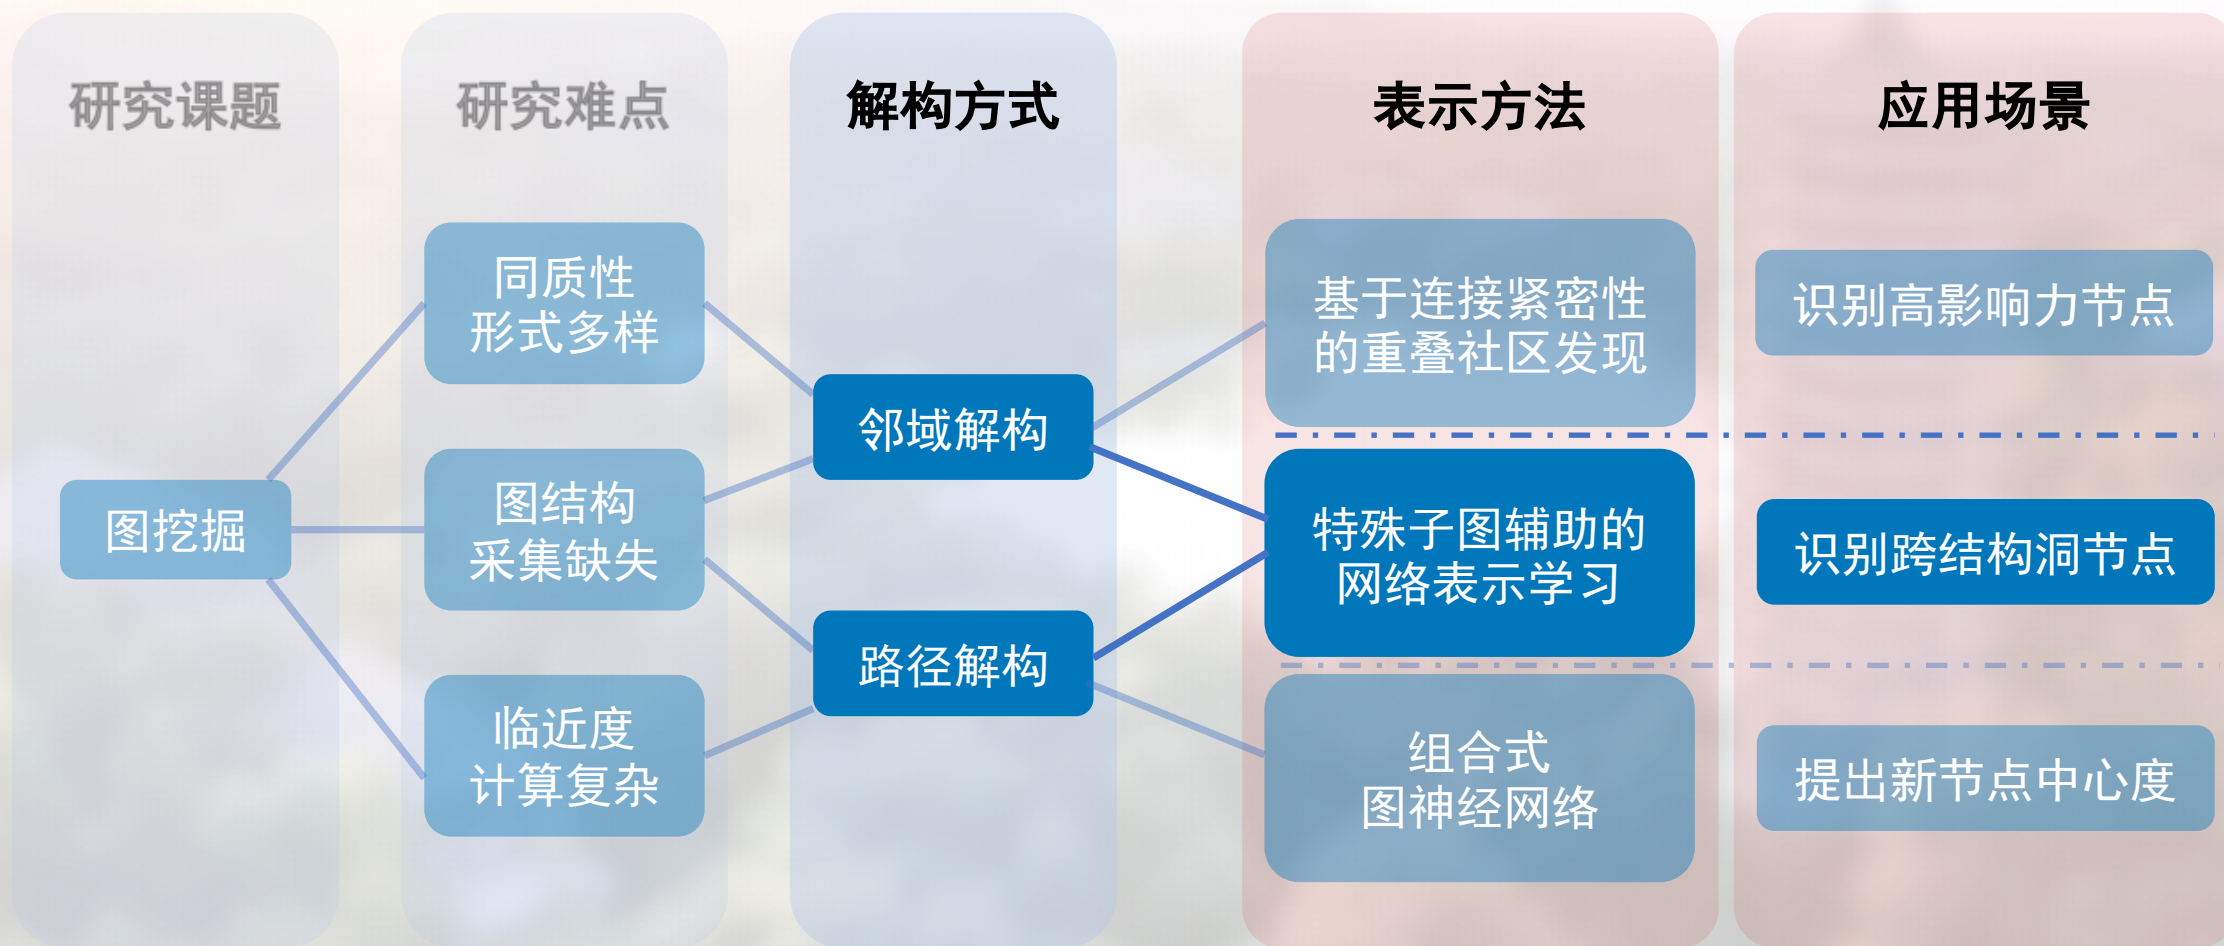 研究课题
研究难点
解构方式
表示方法
应用场景
图挖掘
同质性
形式多样
图结构
采集缺失
临近度
计算复杂
邻域解构
路径解构
基于连接紧密性
的重叠社区发现
特殊子图辅助的
网络表示学习
组合式
图神经网络
识别高影响力节点
识别跨结构洞节点
提出新节点中心度